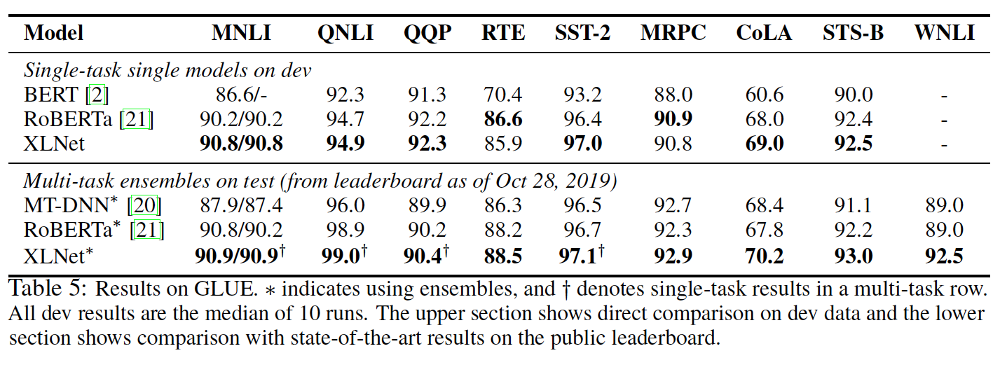 Model MNLI QNLI QQP RTE SST-2 MRPC CoLA STS-B WNLI
Single-task single models on dev
BERT [2] 86.6/- 92.3 91.3 70.4 93.2 88.0 60.6 90.0 -
RoBERTa [21] 90.2/90.2 94.7 92.2 86.6 96.4 90.9 68.0 92.4 -
XLNet 90.8/90.8 94.9 92.3 85.9 97.0 90.8 69.0 92.5 -
Multi-task ensembles on test (from leaderboard as of Oct 28, 2019)
MT-DNN* [20] 87.9/87.4 96.0 89.9 86.3 96.5 92.7 68.4 91.1 89.0
RoBERTa* [21] 90.8/90.2 98.9 90.2 88.2 96.7 92.3 67.8 92.2 89.0
XLNet* 90.9/90.9† 99.0† 90.4† 88.5 97.1† 92.9 70.2 93.0 92.5
Table 5: Results on GLUE. * indicates using ensembles, and † denotes single-task results in a multi-task row.
All dev results are the median of 10 runs. The upper section shows direct comparison on dev data and the lower
section shows comparison with state-of-the-art results on the public leaderboard.